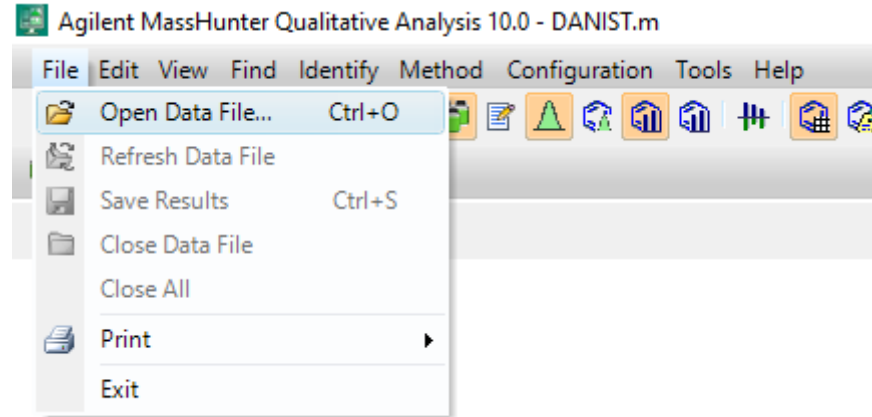 Agilent MassHunter Qualitative Analysis 10.0 - DANIST.m
File Edit View Find Identify Method Configuration Tools Help
Open Data File... Ctrl+O
Refresh Data File
Save Results Ctrl+S
Close Data File
Close All
Print
Exit